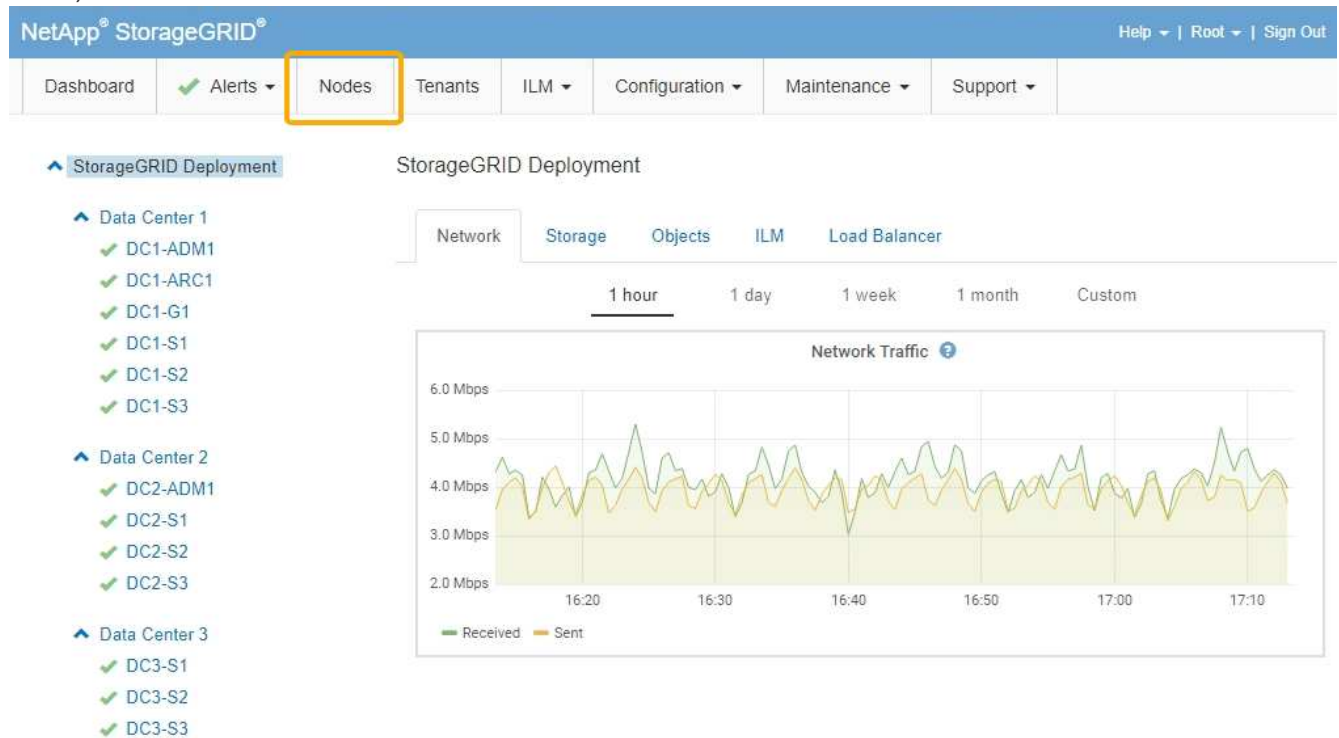 NetApp® StorageGRID®
Help | Root | Sign Out
Dashboard Alerts Nodes Tenants ILM Configuration Maintenance Support
StorageGRID Deployment
Data Center 1
DC1-ADM1
DC1-ARC1
DC1-G1
DC1-S1
DC1-S2
DC1-S3
Data Center 2
DC2-ADM1
DC2-S1
DC2-S2
DC2-S3
Data Center 3
DC3-S1
DC3-S2
DC3-S3
StorageGRID Deployment
Network Storage Objects ILM Load Balancer
1 hour 1 day 1 week 1 month Custom
Network Traffic ?
6.0 Mbps
5.0 Mbps
4.0 Mbps
3.0 Mbps
2.0 Mbps
16:20 16:30 16:40 16:50 17:00 17:10
Received Sent